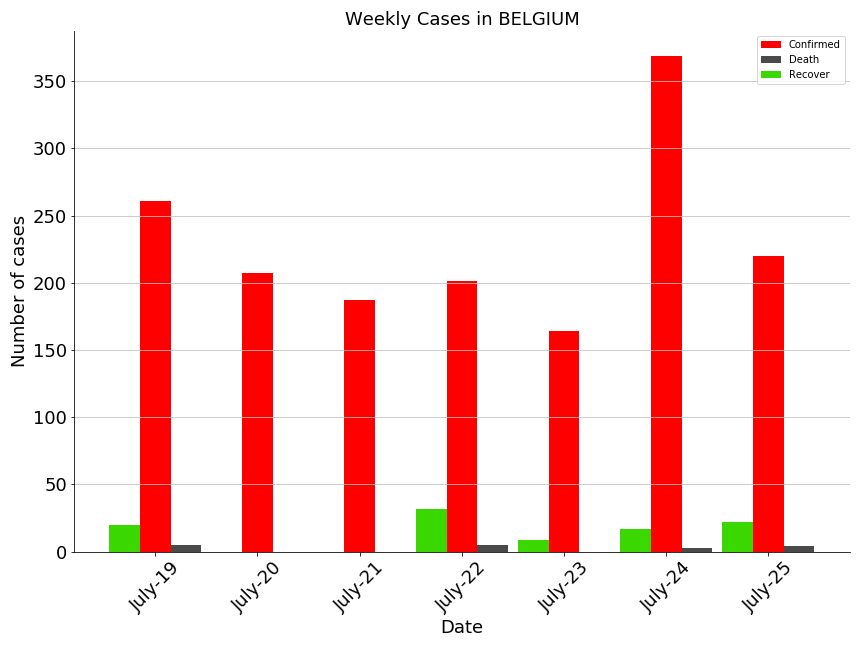 Weekly Cases in BELGIUM
Confirmed
Death
Recover
Number of cases
350
300
250
200
150
100
50
0
July-19
July-20
July-21
July-22
July-23
July-24
July-25
Date